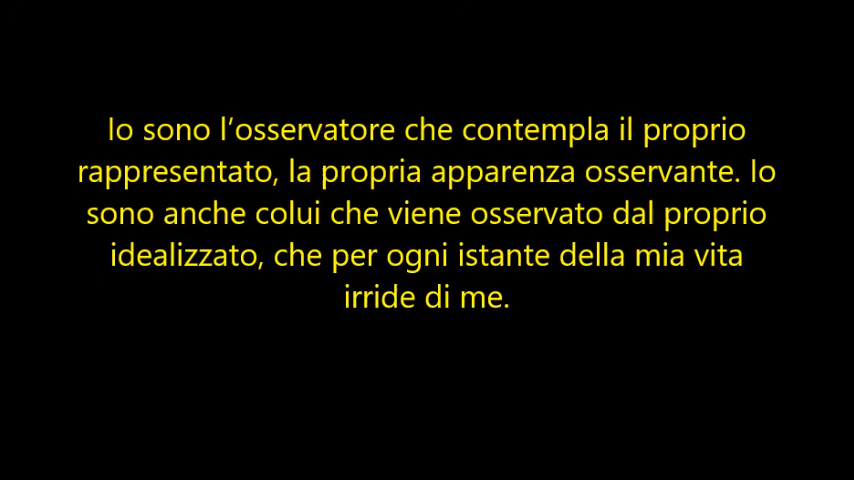 Io sono l’osservatore che contempla il proprio
rappresentato, la propria apparenza osservante. Io
sono anche colui che viene osservato dal proprio
idealizzato, che per ogni istante della mia vita
irride di me.